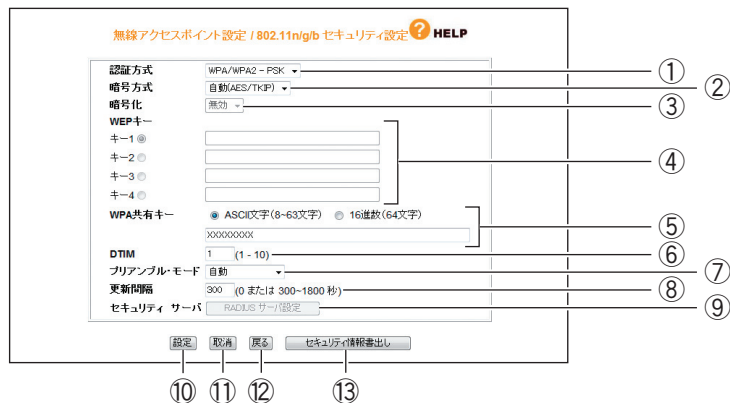 無線アクセスポイント設定 / 802.11n/g/b セキュリティ設定 ? HELP
認証方式 WPA/WPA2 - PSK ①
暗号方式 自動(AES/TKIP) ②
暗号化 無効 ③
WEPキー
キー1
キー2
④
キー3
キー4
WPA共有キー ASCII文字(8~63文字) 16進数(64文字)
⑤
XXXXXXXX
DTIM 1 (1 - 10) ⑥
プリアンブル・モード 自動 ⑦
更新間隔 300 (0 または 300~1800 秒) ⑧
セキュリティ サーバ RADIUS サーバ設定 ⑨
設定 取消 戻る セキュリティ情報書出し
⑩ ⑪ ⑫ ⑬